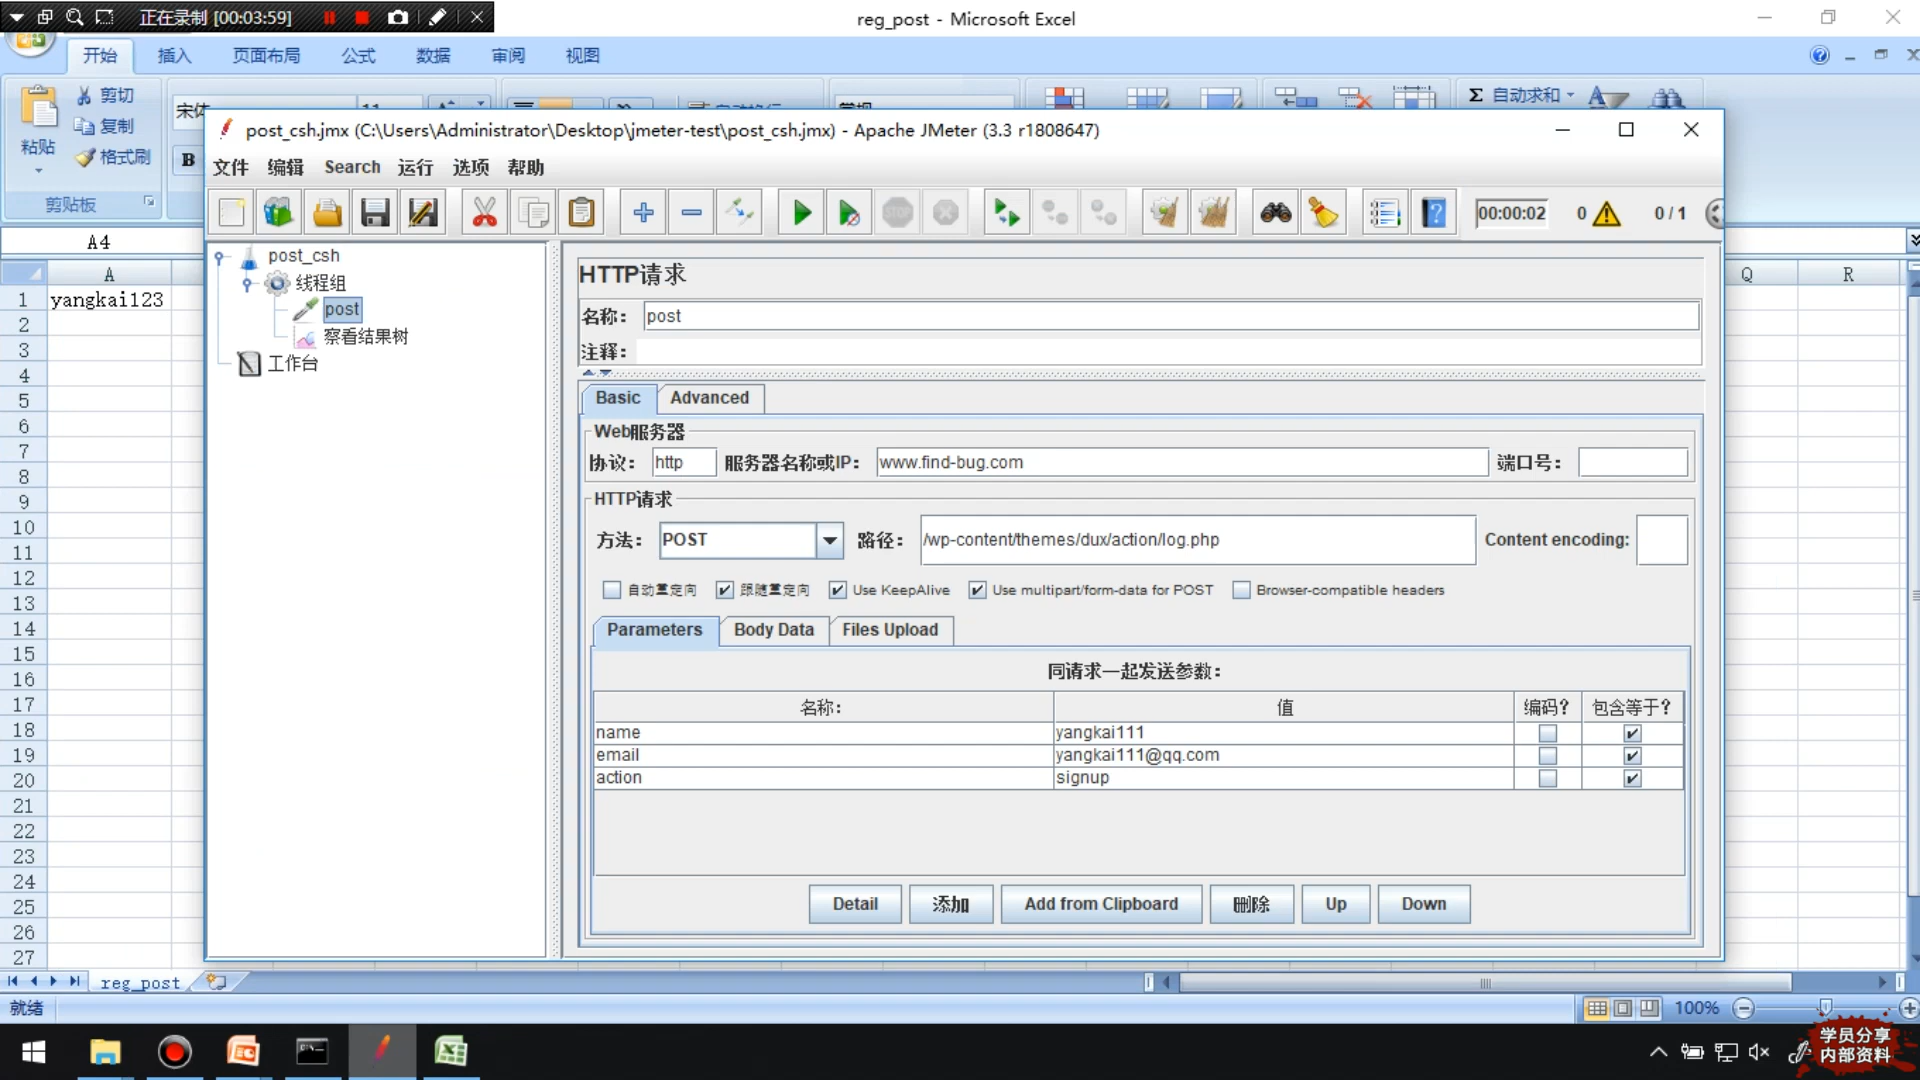 正在录制 [00:03:59]
reg_post - Microsoft Excel
开始 插入 页面布局 公式 数据 审阅 视图
剪切
复制
格式刷
粘贴
剪贴板
宋体 11
B
自动换行
常规
Σ 自动求和
post_csh.jmx (C:\Users\Administrator\Desktop\jmeter-test\post_csh.jmx) - Apache JMeter (3.3 r1808647)
文件 编辑 Search 运行 选项 帮助
STOP
00:00:02 0 0 / 1
A4
A Q R
yangkai123
1
2
3
4
5
6
7
8
9
10
11
12
13
14
15
16
17
18
19
20
21
22
23
24
25
26
27
post_csh
线程组
post
察看结果树
工作台
HTTP请求
名称: post
注释:
Basic Advanced
Web服务器
协议: http 服务器名称或IP: www.find-bug.com 端口号:
HTTP请求
方法: POST 路径: /wp-content/themes/dux/action/log.php Content encoding:
自动重定向 跟随重定向 Use KeepAlive Use multipart/form-data for POST Browser-compatible headers
Parameters Body Data Files Upload
同请求一起发送参数:
名称: 值 编码? 包含等于?
name yangkai111
email yangkai111@qq.com
action signup
Detail 添加 Add from Clipboard 删除 Up Down
reg_post
就绪
100%
学员分享
内部资料